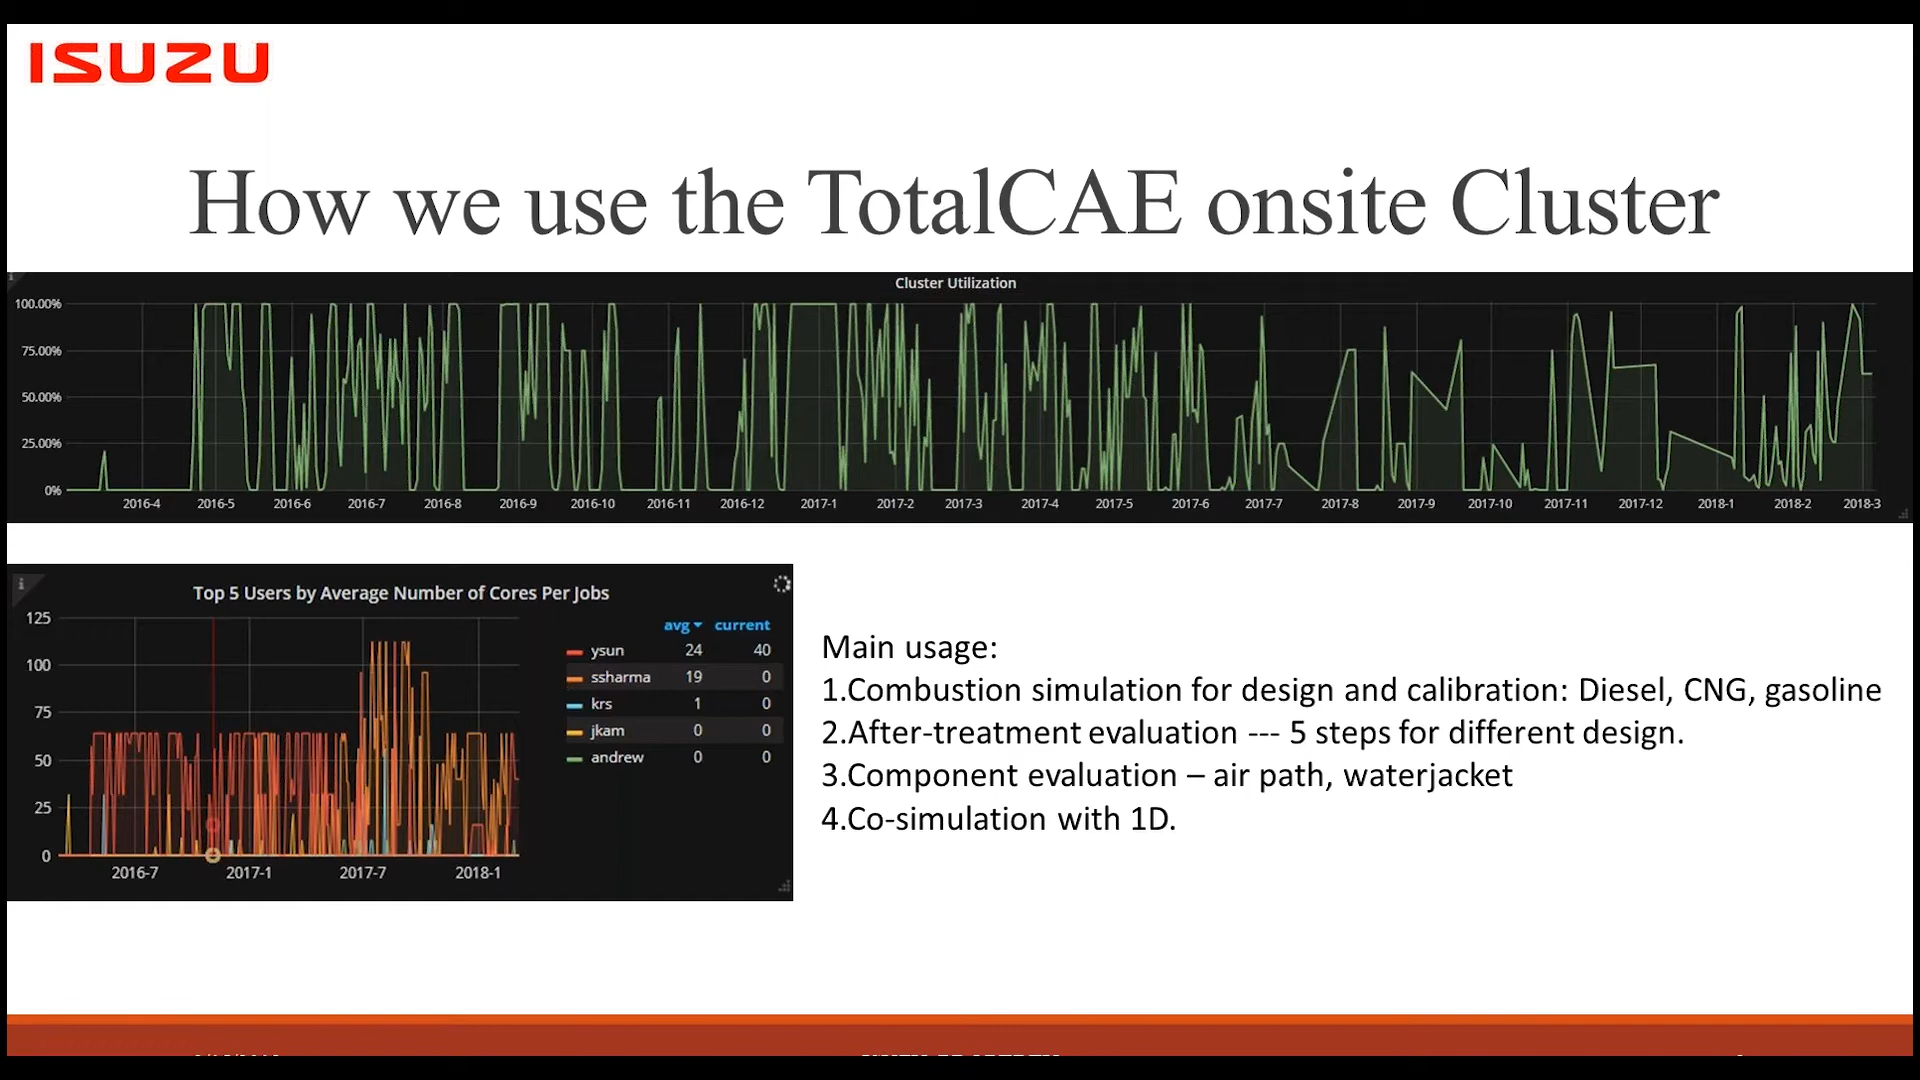 ISUZU
How we use the TotalCAE onsite Cluster
Cluster Utilization
100.00%
75.00%
50.00%
25.00%
0%
2016-4 2016-5 2016-6 2016-7 2016-8 2016-9 2016-10 2016-11 2016-12 2017-1 2017-2 2017-3 2017-4 2017-5 2017-6 2017-7 2017-8 2017-9 2017-10 2017-11 2017-12 2018-1 2018-2 2018-3
i
Top 5 Users by Average Number of Cores Per Jobs
125
100
75
50
25
0
2016-7 2017-1 2017-7 2018-1
avg current
ysun 24 40
ssharma 19 0
krs 1 0
jkam 0 0
andrew 0 0
Main usage:
1.Combustion simulation for design and calibration: Diesel, CNG, gasoline
2.After-treatment evaluation --- 5 steps for different design.
3.Component evaluation – air path, waterjacket
4.Co-simulation with 1D.